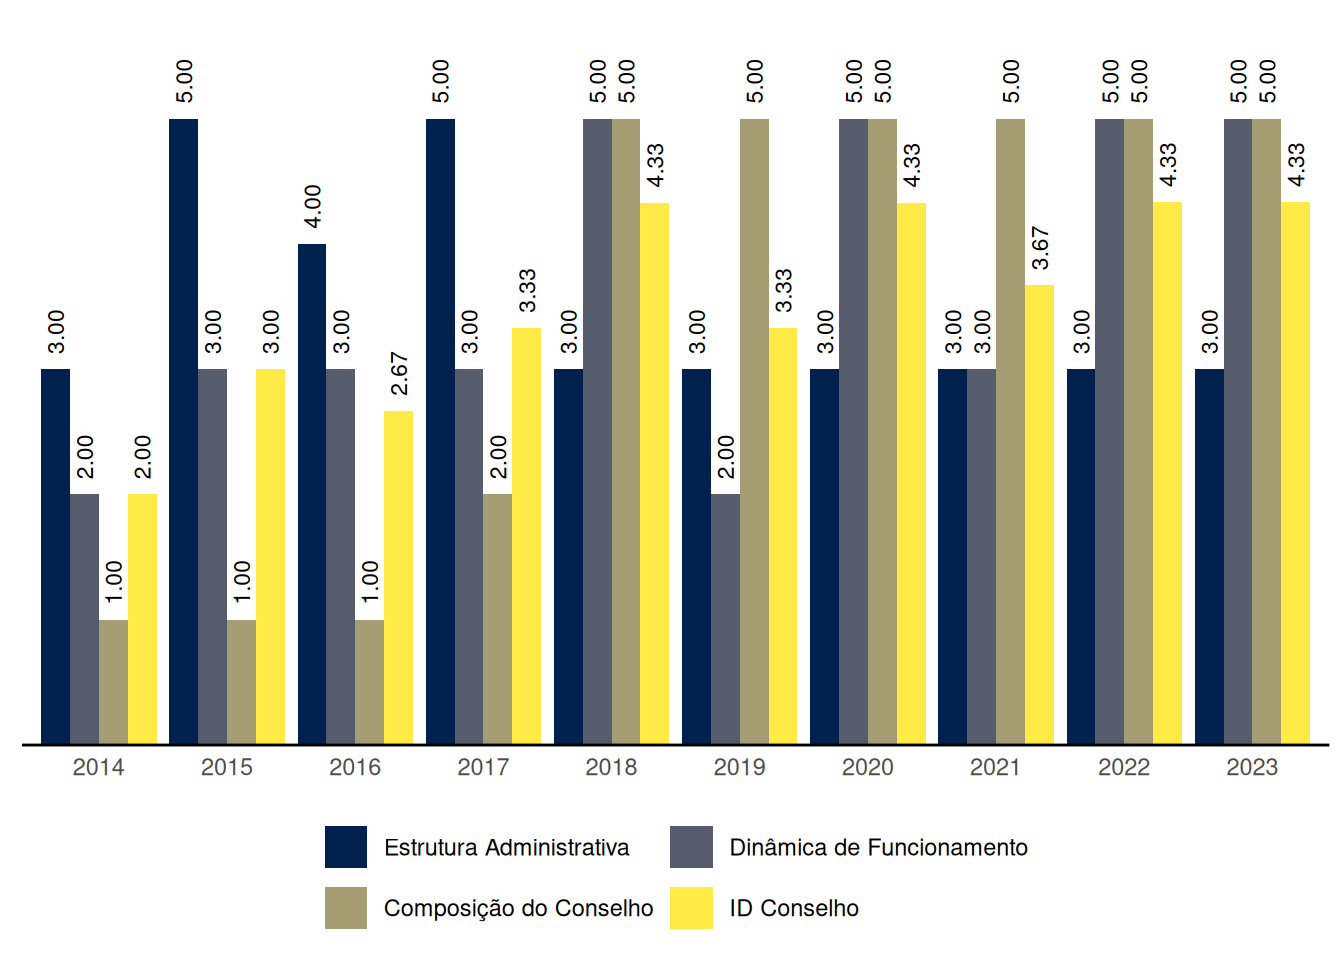 3.00 2.00 1.00 2.00
5.00 3.00 1.00 3.00
4.00 3.00 1.00 2.67
5.00 3.00 2.00 3.33
3.00 5.00 5.00 4.33
3.00 2.00 5.00 3.33
3.00 5.00 5.00 4.33
3.00 3.00 5.00 3.67
3.00 5.00 5.00 4.33
3.00 5.00 5.00 4.33
2014 2015 2016 2017 2018 2019 2020 2021 2022 2023
Estrutura Administrativa Dinâmica de Funcionamento
Composição do Conselho ID Conselho